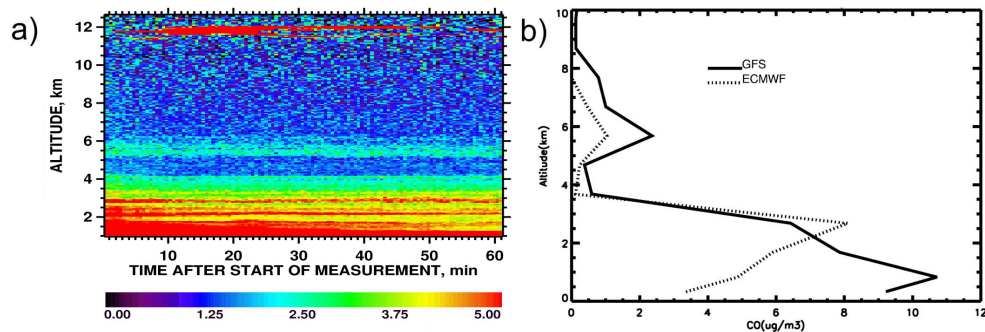 a)
12
10
8
6
4
2
ALTITUDE, km
10 20 30 40 50 60
TIME AFTER START OF MEASUREMENT, min
0.00 1.25 2.50 3.75 5.00
b)
10
8
6
4
2
0
Altitude(km)
GFS
ECMWF
0 2 4 6 8 10 12
CO(ug/m3)